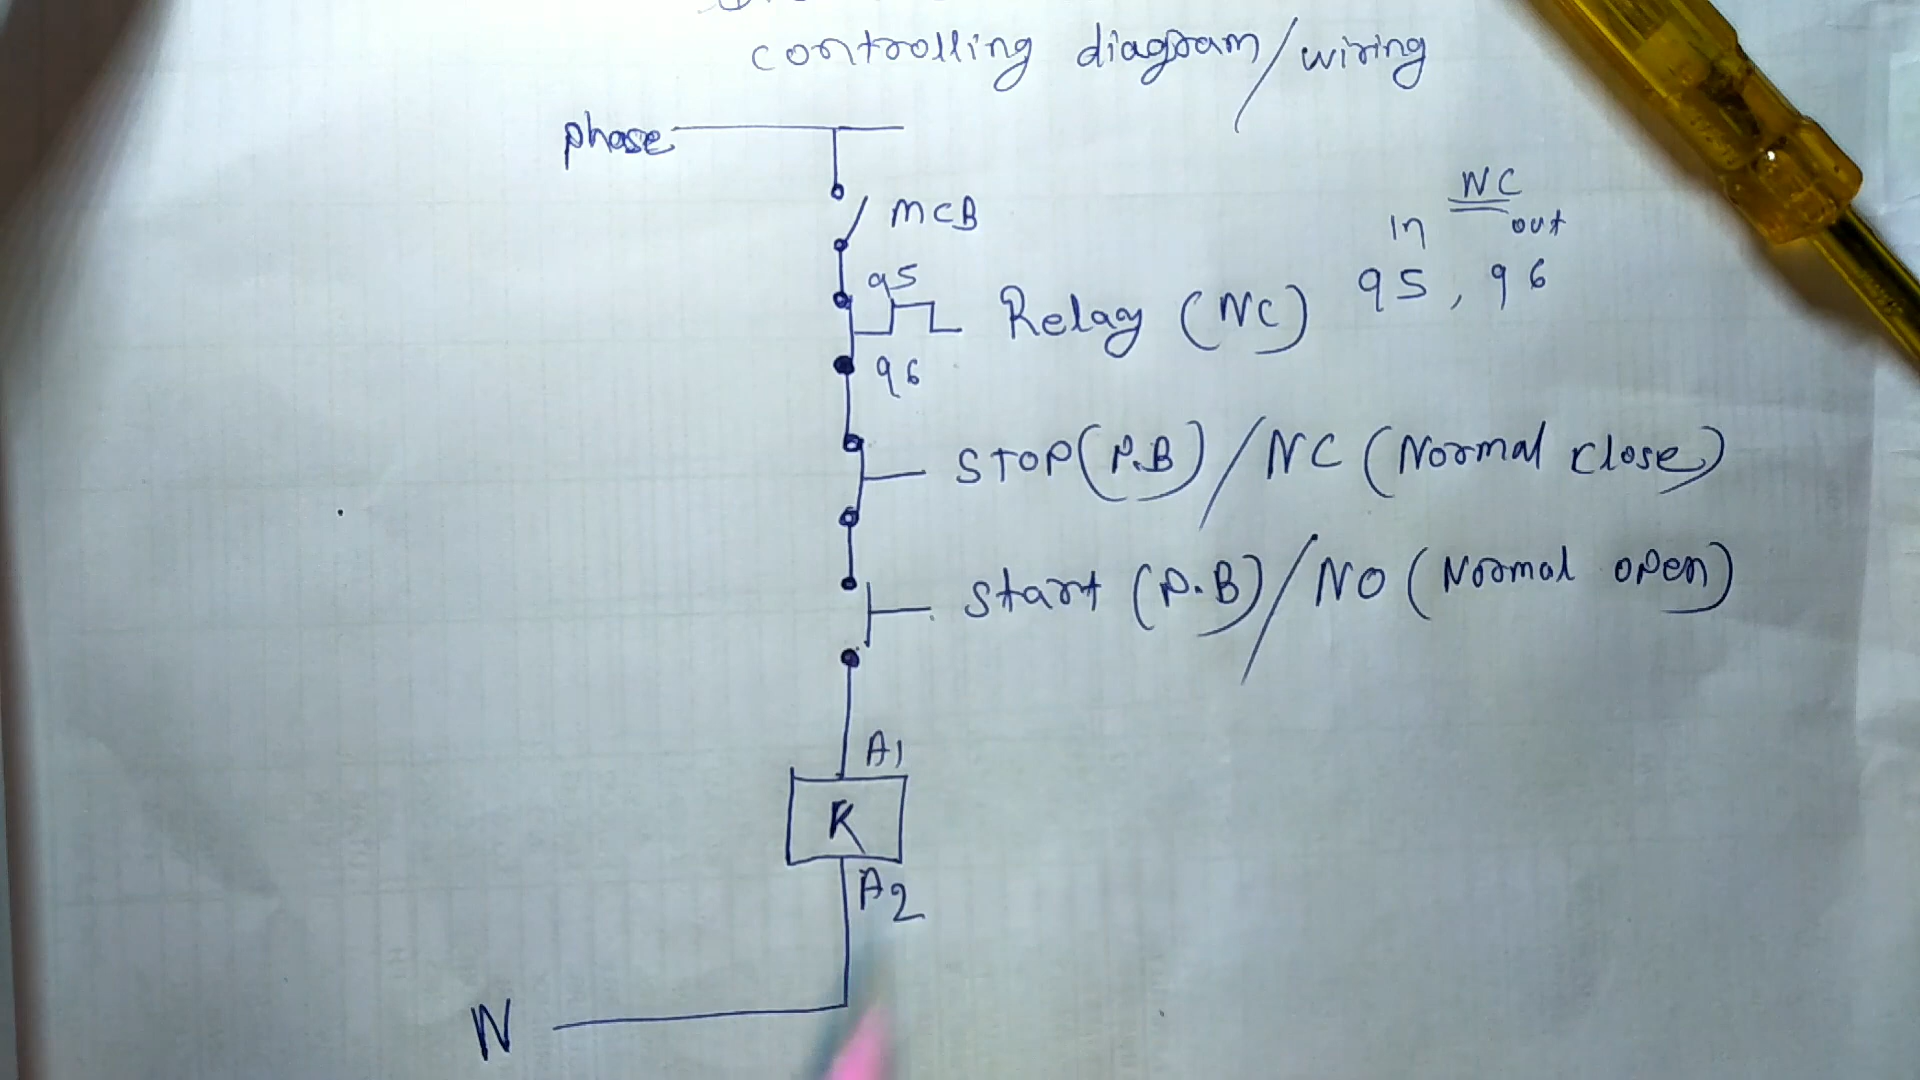 controlling diagram/wiring
phase
MCB
NC
in out
95, 96
95
Relay (NC)
96
STOP(P.B)/NC (Normal close)
start (P.B)/NO (Normal open)
A1
K
A2
N